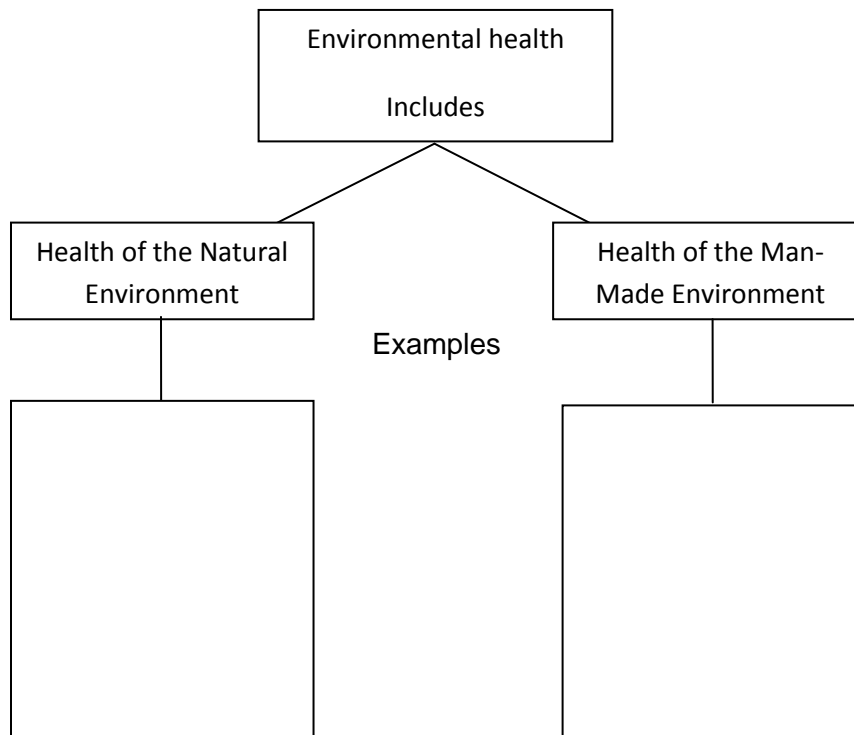 Environmental health
Includes
Health of the Natural
Environment
Health of the Man-
Made Environment
Examples